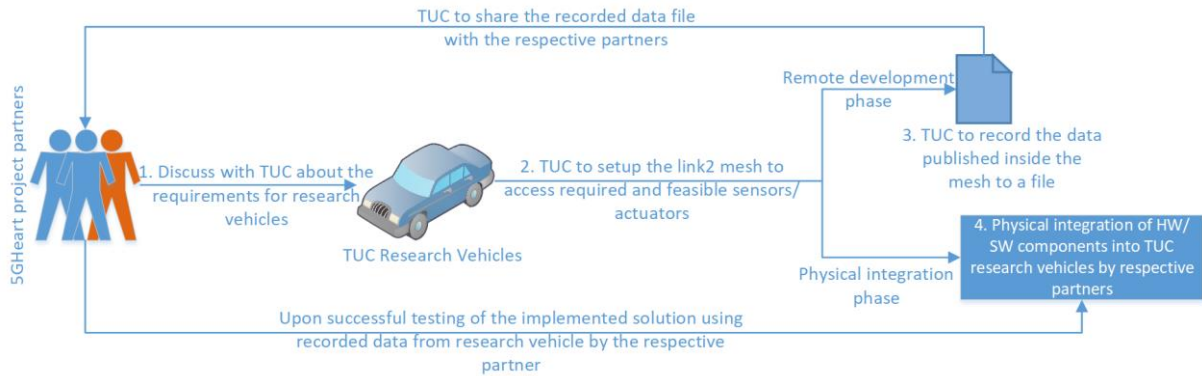 TUC to share the recorded data file
with the respective partners
5GHeart project partners
1. Discuss with TUC about the
requirements for research
vehicles
TUC Research Vehicles
2. TUC to setup the link2 mesh to
access required and feasible sensors/
actuators
Remote development
phase
3. TUC to record the data
published inside the
mesh to a file
Physical integration
phase
4. Physical integration of HW/
SW components into TUC
research vehicles by respective
partners
Upon successful testing of the implemented solution using
recorded data from research vehicle by the respective
partner